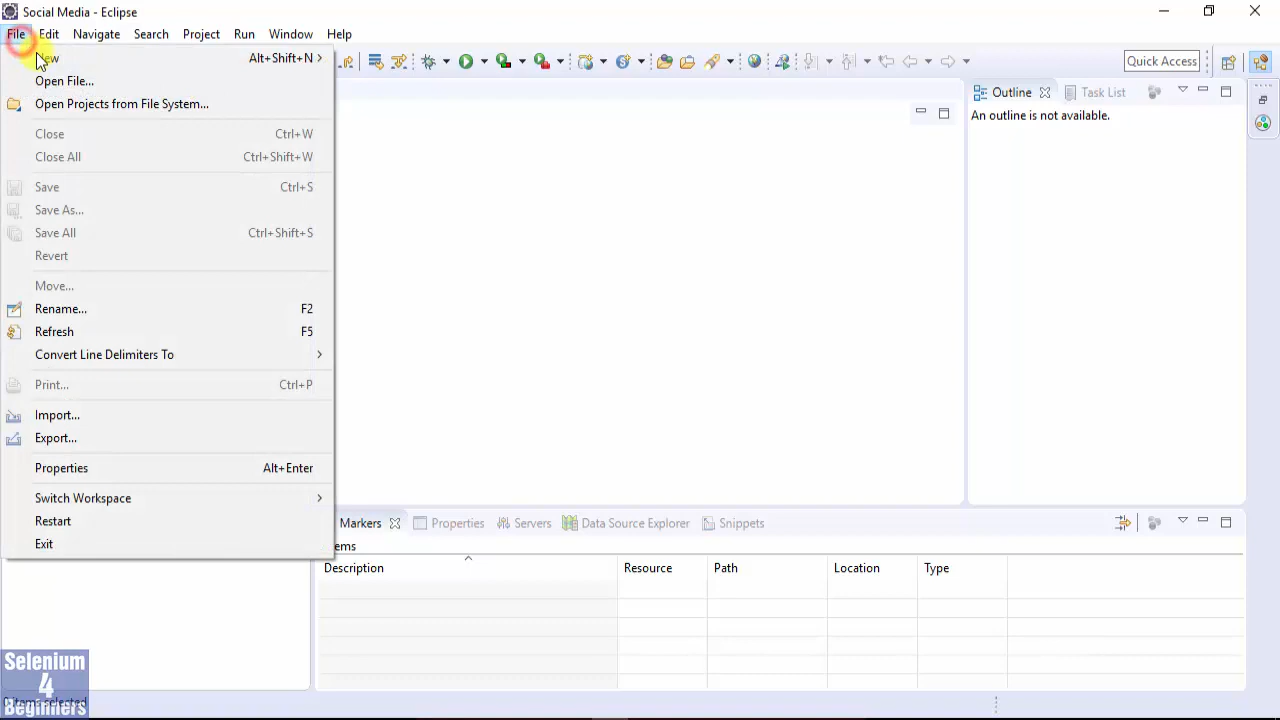 Social Media - Eclipse
File Edit Navigate Search Project Run Window Help
New Alt+Shift+N
Quick Access
Open File...
Outline Task List
Open Projects from File System...
An outline is not available.
Close Ctrl+W
Close All Ctrl+Shift+W
Save Ctrl+S
Save As...
Save All Ctrl+Shift+S
Revert
Move...
Rename... F2
Refresh F5
Convert Line Delimiters To
Print... Ctrl+P
Import...
Export...
Properties Alt+Enter
Switch Workspace
Restart
Exit
Markers Properties Servers Data Source Explorer Snippets
Description Resource Path Location Type
Selenium
4
Beginners